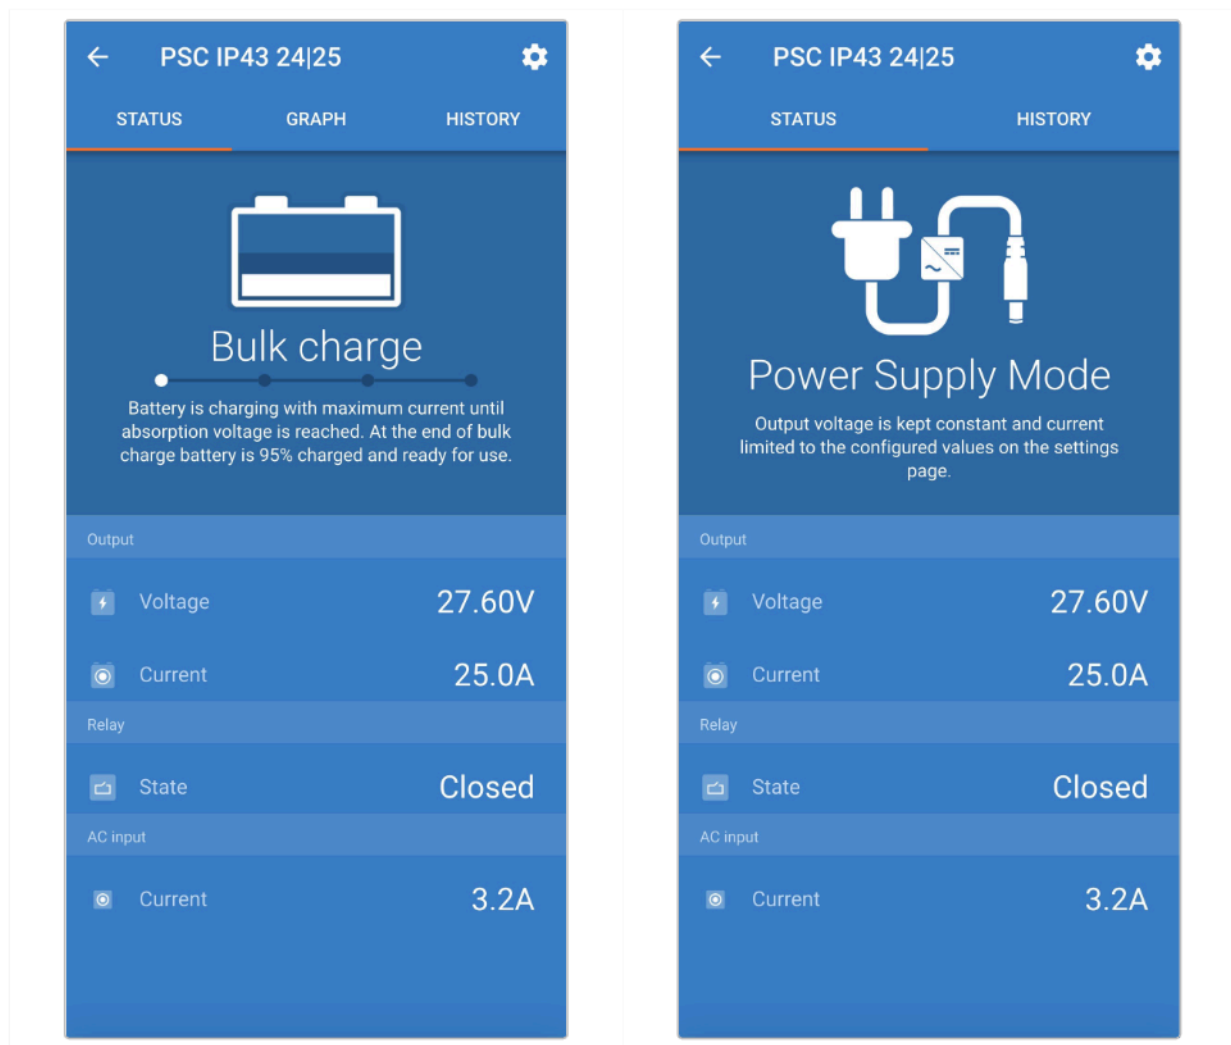 PSC IP43 24|25
STATUS GRAPH HISTORY
Bulk charge
Battery is charging with maximum current until
absorption voltage is reached. At the end of bulk
charge battery is 95% charged and ready for use.
Output
Voltage 27.60V
Current 25.0A
Relay
State Closed
AC input
Current 3.2A
PSC IP43 24|25
STATUS HISTORY
Power Supply Mode
Output voltage is kept constant and current
limited to the configured values on the settings
page.
Output
Voltage 27.60V
Current 25.0A
Relay
State Closed
AC input
Current 3.2A